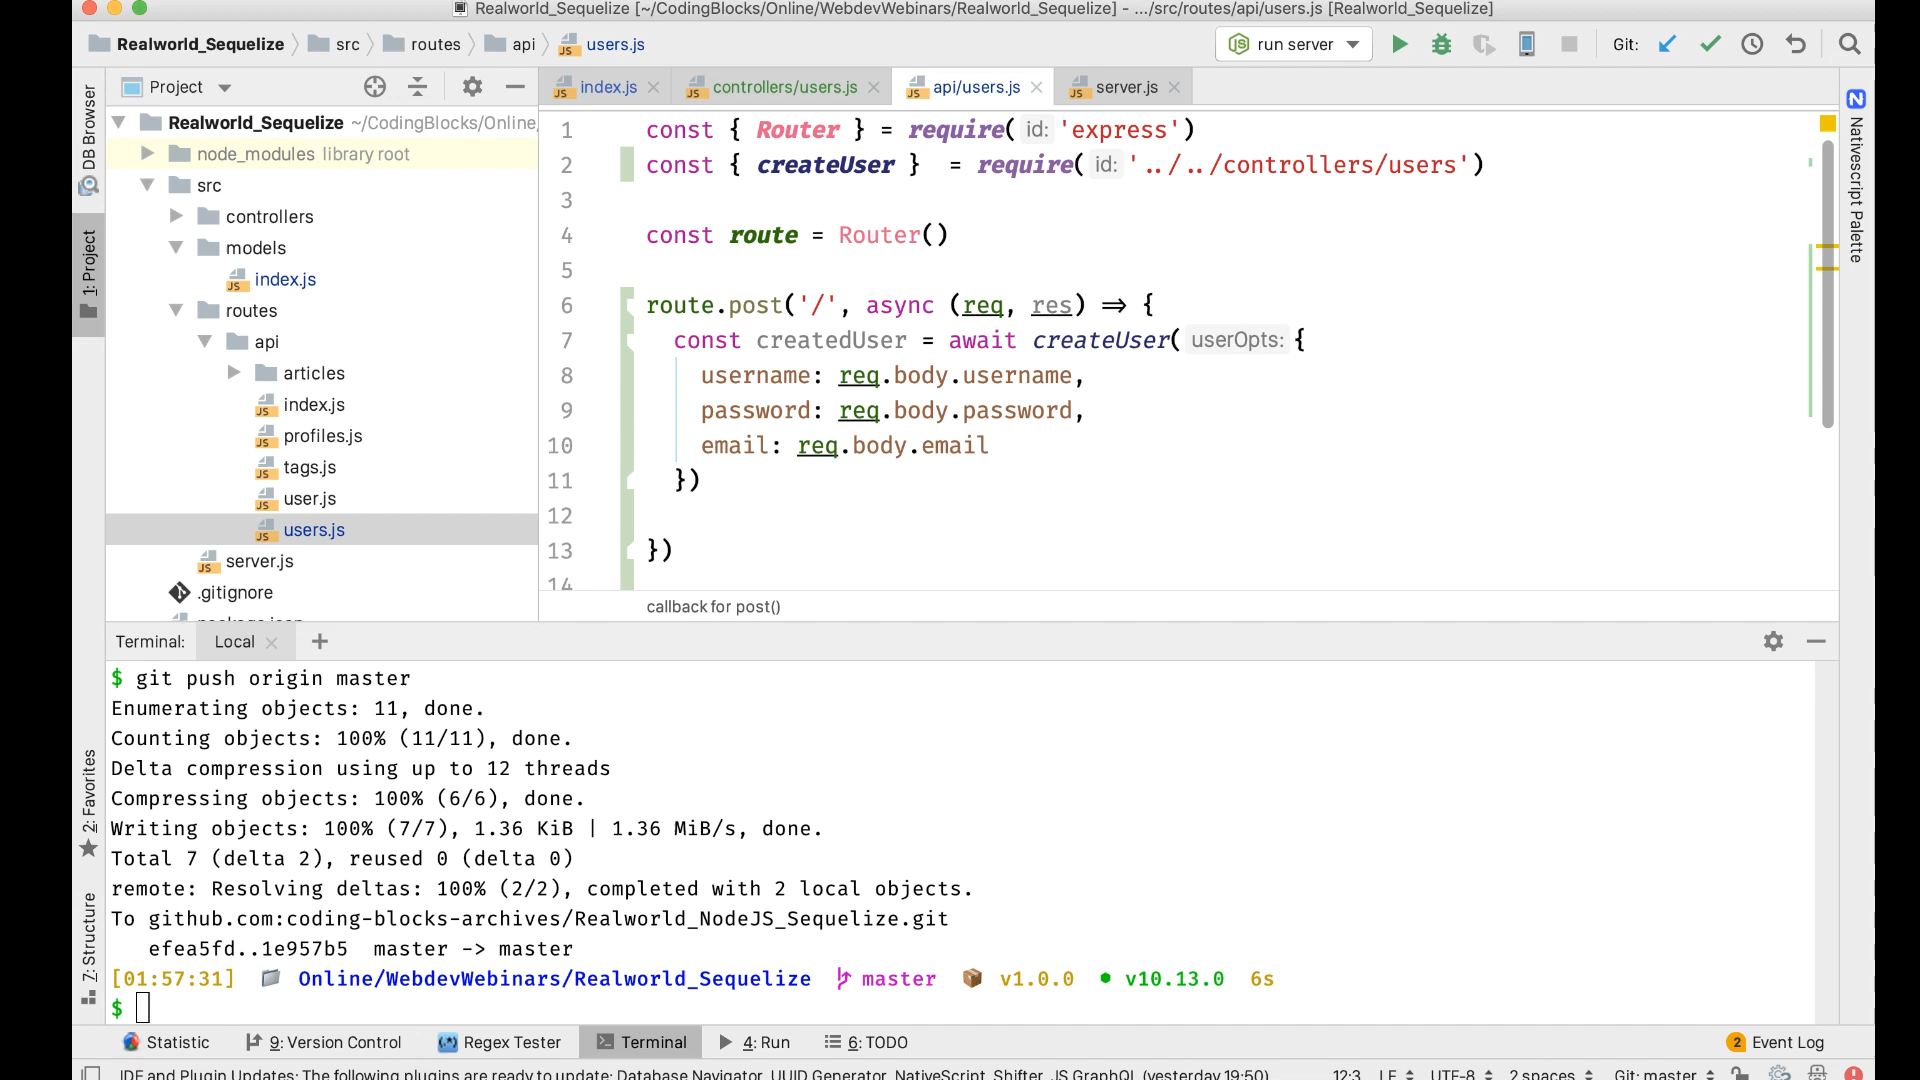 Realworld_Sequelize [~/CodingBlocks/Online/WebdevWebinars/Realworld_Sequelize] - .../src/routes/api/users.js [Realworld_Sequelize]
Realworld_Sequelize src routes api JS users.js run server Git:
Project index.js controllers/users.js api/users.js server.js
DB Browser
1: Project
2: Favorites
7: Structure
Nativescript Palette
Realworld_Sequelize ~/CodingBlocks/Online,
node_modules library root
src
controllers
models
JS index.js
routes
api
articles
JS index.js
JS profiles.js
JS tags.js
JS user.js
JS users.js
JS server.js
.gitignore
1 const { Router } = require( id: 'express')
2 const { createUser } = require( id: '../../controllers/users')
3
4 const route = Router()
5
6 route.post('/', async (req, res) => {
7 const createdUser = await createUser( userOpts: {
8 username: req.body.username,
9 password: req.body.password,
10 email: req.body.email
11 })
12
13 })
14
callback for post()
Terminal: Local
$ git push origin master
Enumerating objects: 11, done.
Counting objects: 100% (11/11), done.
Delta compression using up to 12 threads
Compressing objects: 100% (6/6), done.
Writing objects: 100% (7/7), 1.36 KiB | 1.36 MiB/s, done.
Total 7 (delta 2), reused 0 (delta 0)
remote: Resolving deltas: 100% (2/2), completed with 2 local objects.
To github.com:coding-blocks-archives/Realworld_NodeJS_Sequelize.git
efea5fd..1e957b5 master -> master
[01:57:31] Online/WebdevWebinars/Realworld_Sequelize master v1.0.0 v10.13.0 6s
$
Statistic 9: Version Control Regex Tester Terminal 4: Run 6: TODO 2 Event Log
IDE and Plugin Updates: The following plugins are ready to update: Database Navigator, UUID Generator, NativeScript, Shifter, JS GraphQL (yesterday 19:50) 12:3 LF UTF-8 2 spaces Git: master